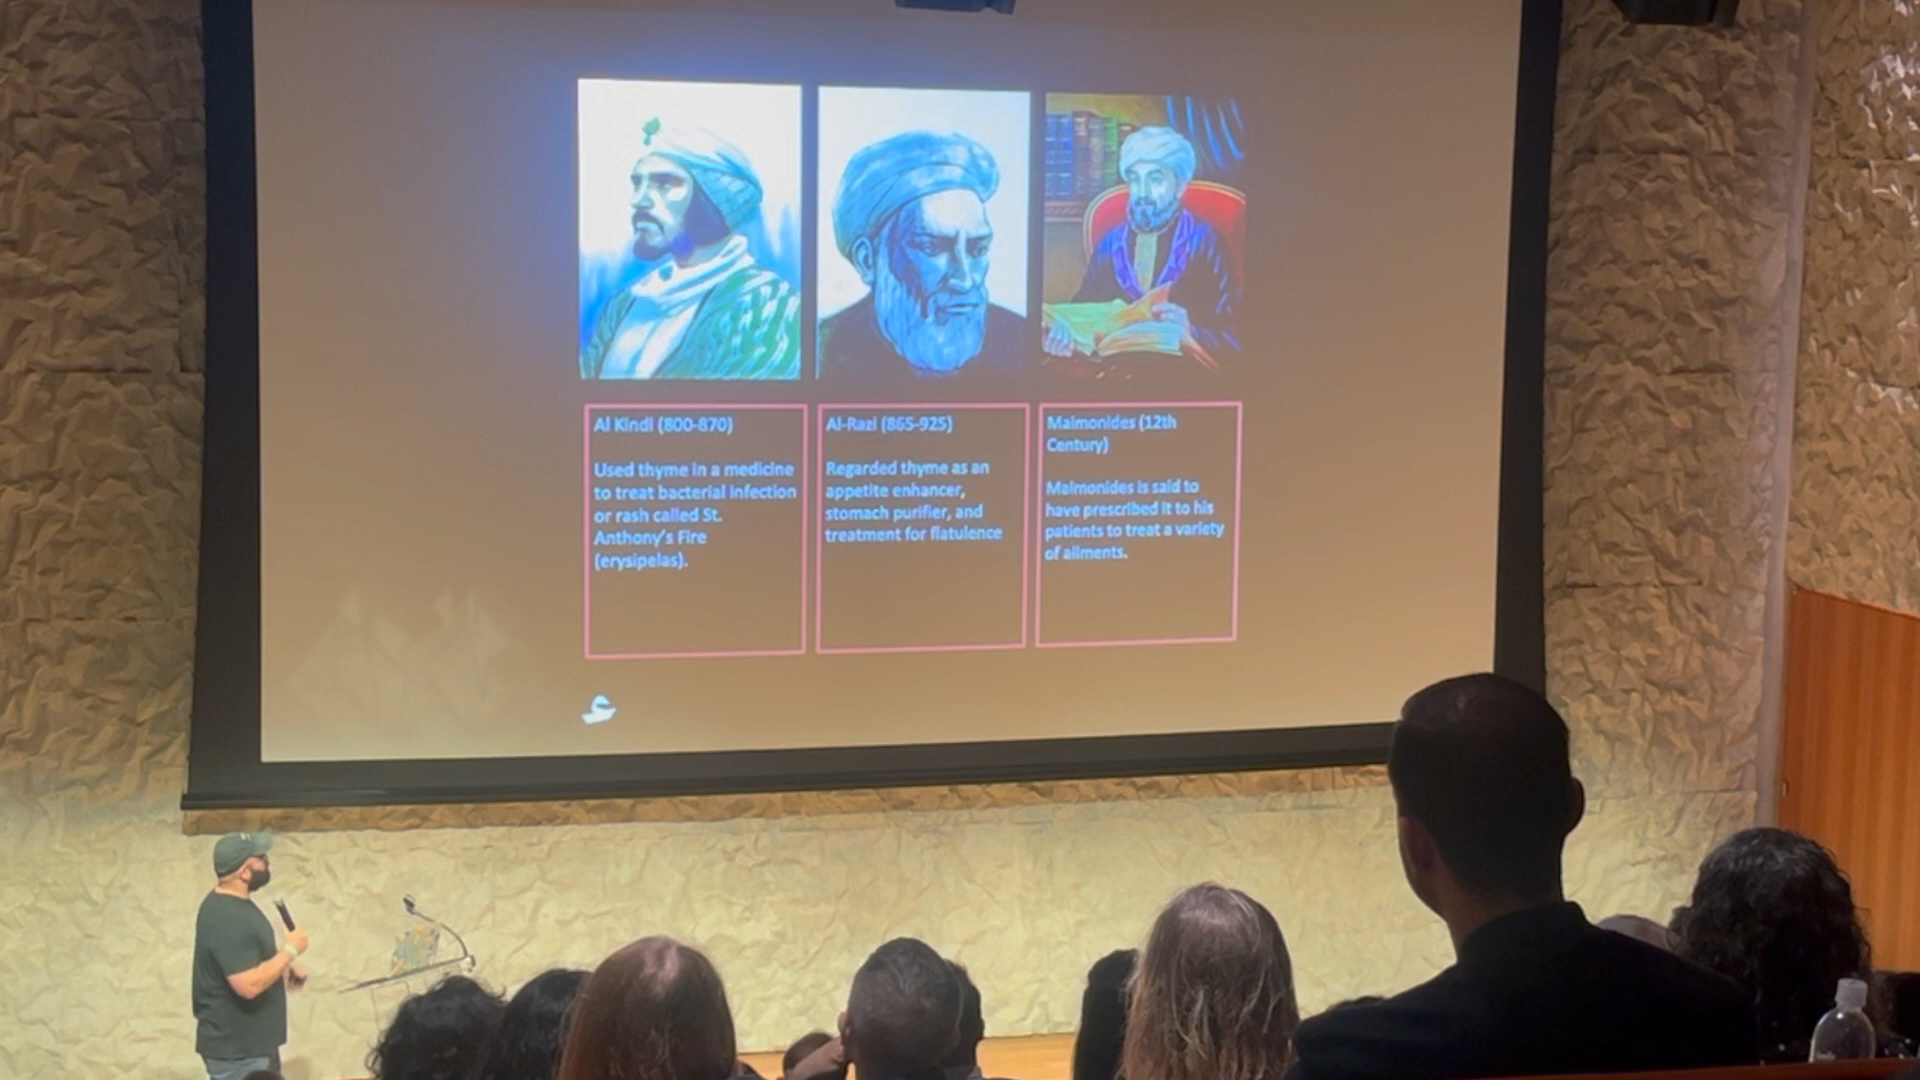 Al Kindi (800-870)
Used thyme in a medicine
to treat bacterial infection
or rash called St.
Anthony's Fire
(erysipelas).
Al-Razi (865-925)
Regarded thyme as an
appetite enhancer,
stomach purifier, and
treatment for flatulence
Maimonides (12th
Century)
Maimonides is said to
have prescribed it to his
patients to treat a variety
of ailments.